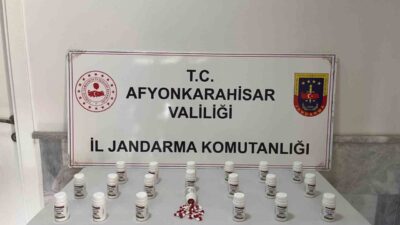 T.C.
AFYONKARAHİSAR
VALİLİĞİ
İL JANDARMA KOMUTANLIĞI